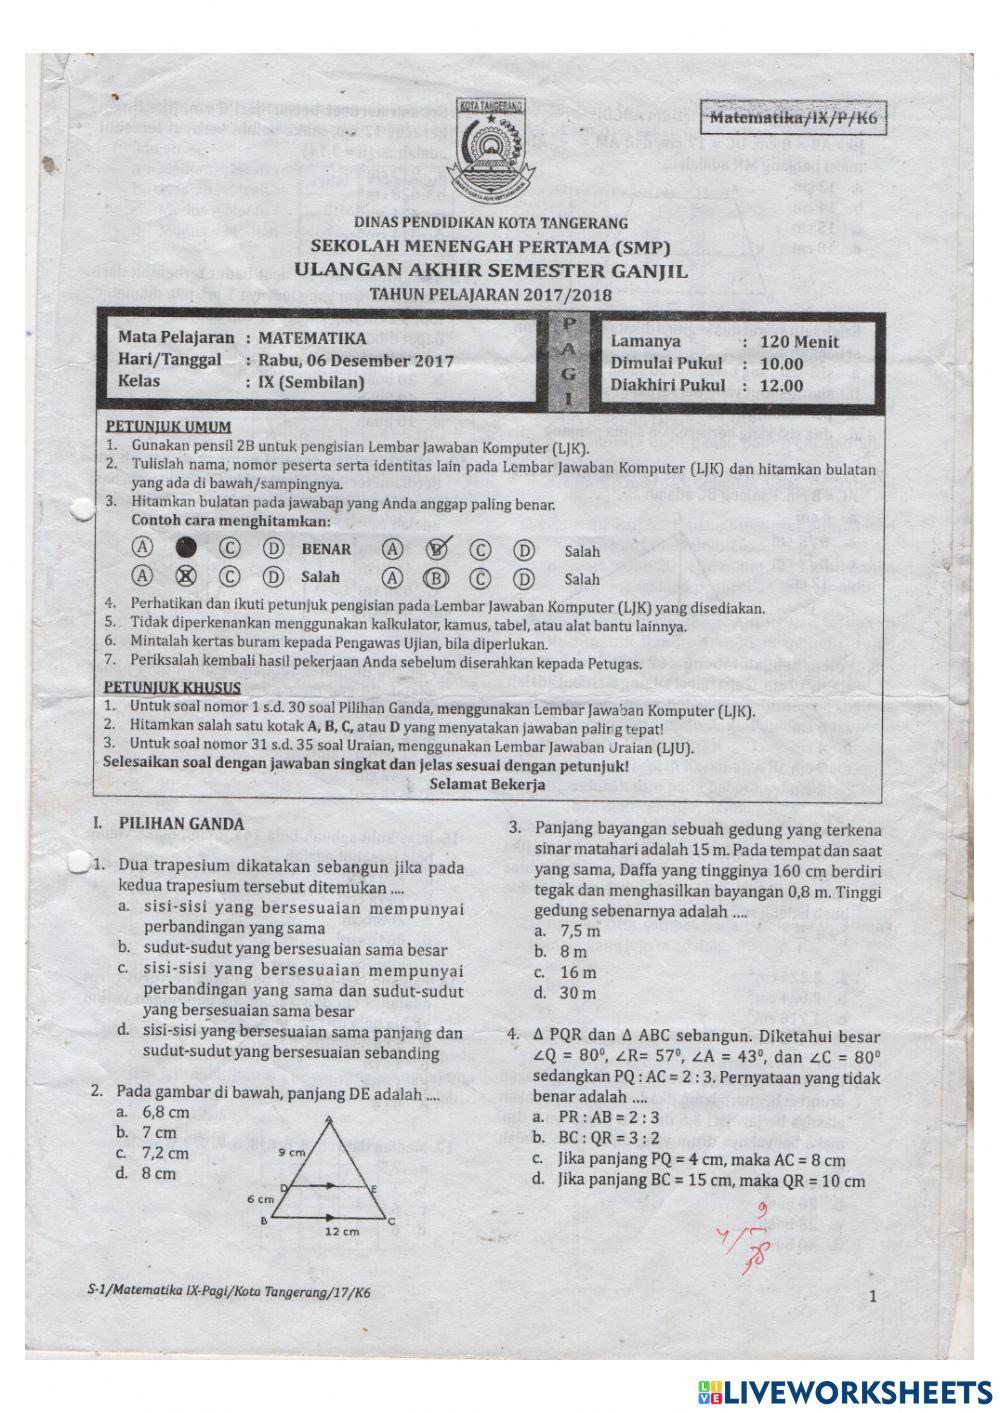 KOTA TANGERANG
Matematika/IX/P/K6
DINAS PENDIDIKAN KOTA TANGERANG
SEKOLAH MENENGAH PERTAMA (SMP)
ULANGAN AKHIR SEMESTER GANJIL
TAHUN PELAJARAN 2017/2018
Mata Pelajaran : MATEMATIKA
Hari/Tanggal : Rabu, 06 Desember 2017
Kelas : IX (Sembilan)
P
A
G
I
Lamanya : 120 Menit
Dimulai Pukul : 10.00
Diakhiri Pukul : 12.00
PETUNJUK UMUM
1. Gunakan pensil 2B untuk pengisian Lembar Jawaban Komputer (LJK).
2. Tulislah nama, nomor peserta serta identitas lain pada Lembar Jawaban Komputer (LJK) dan hitamkan bulatan
yang ada di bawah/sampingnya.
3. Hitamkan bulatan pada jawaban yang Anda anggap paling benar.
Contoh cara menghitamkan:
A C D BENAR A B C D Salah
A B C D Salah A B C D Salah
4. Perhatikan dan ikuti petunjuk pengisian pada Lembar Jawaban Komputer (LJK) yang disediakan.
5. Tidak diperkenankan menggunakan kalkulator, kamus, tabel, atau alat bantu lainnya.
6. Mintalah kertas buram kepada Pengawas Ujian, bila diperlukan.
7. Periksalah kembali hasil pekerjaan Anda sebelum diserahkan kepada Petugas.
PETUNJUK KHUSUS
1. Untuk soal nomor 1 s.d. 30 soal Pilihan Ganda, menggunakan Lembar Jawaban Komputer (LJK).
2. Hitamkan salah satu kotak A, B, C, atau D yang menyatakan jawaban paling tepat!
3. Untuk soal nomor 31 s.d. 35 soal Uraian, menggunakan Lembar Jawaban Uraian (LJU).
Selesaikan soal dengan jawaban singkat dan jelas sesuai dengan petunjuk!
Selamat Bekerja
I. PILIHAN GANDA
1. Dua trapesium dikatakan sebangun jika pada
kedua trapesium tersebut ditemukan ....
a. sisi-sisi yang bersesuaian mempunyai
perbandingan yang sama
b. sudut-sudut yang bersesuaian sama besar
c. sisi-sisi yang bersesuaian mempunyai
perbandingan yang sama dan sudut-sudut
yang bersesuaian sama besar
d. sisi-sisi yang bersesuaian sama panjang dan
sudut-sudut yang bersesuaian sebanding
2. Pada gambar di bawah, panjang DE adalah ....
a. 6,8 cm
b. 7 cm
c. 7,2 cm
d. 8 cm
A
9 cm
D
E
6 cm
B
C
12 cm
3. Panjang bayangan sebuah gedung yang terkena
sinar matahari adalah 15 m. Pada tempat dan saat
yang sama, Daffa yang tingginya 160 cm berdiri
tegak dan menghasilkan bayangan 0,8 m. Tinggi
gedung sebenarnya adalah ....
a. 7,5 m
b. 8 m
c. 16 m
d. 30 m
4. Δ PQR dan Δ ABC sebangun. Diketahui besar
∠Q = 80⁰, ∠R= 57⁰, ∠A = 43⁰, dan ∠C = 80⁰
sedangkan PQ : AC = 2 : 3. Pernyataan yang tidak
benar adalah ....
a. PR : AB = 2 : 3
b. BC : QR = 3 : 2
c. Jika panjang PQ = 4 cm, maka AC = 8 cm
d. Jika panjang BC = 15 cm, maka QR = 10 cm
S-1/Matematika IX-Pagi/Kota Tangerang/17/K6
1
LIVEWORKSHEETS